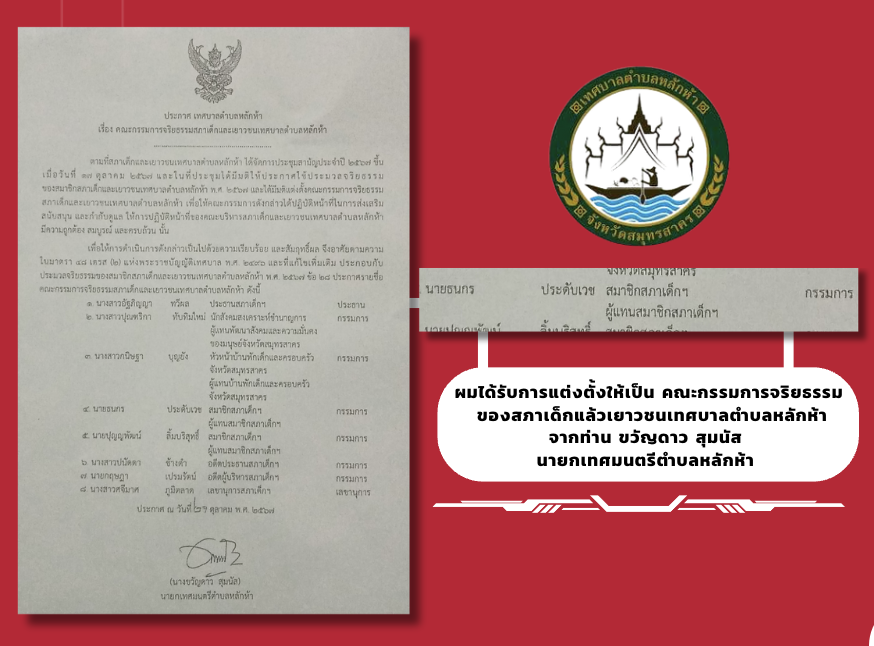 ประกาศ เทศบาลตำบลหลักห้า
เรื่อง คณะกรรมการจริยธรรมสภาเด็กและเยาวชนเทศบาลตำบลหลักห้า
ตามที่สภาเด็กและเยาวชนเทศบาลตำบลหลักห้า ได้จัดการประชุมสามัญประจำปี ๒๕๖๗ ขึ้น
เมื่อวันที่ ๑๗ ตุลาคม ๒๕๖๗ และในที่ประชุมได้มีมติให้ประกาศใช้ประมวลจริยธรรม
ของสมาชิกสภาเด็กและเยาวชนเทศบาลตำบลหลักห้า พ.ศ. ๒๕๖๗ และได้มีมติแต่งตั้งคณะกรรมการจริยธรรม
สภาเด็กและเยาวชนเทศบาลตำบลหลักห้า เพื่อให้คณะกรรมการดังกล่าวได้ปฏิบัติหน้าที่ในการส่งเสริม
สนับสนุน และกำกับดูแล ให้การปฏิบัติหน้าที่ของคณะบริหารสภาเด็กและเยาวชนเทศบาลตำบลหลักห้า
มีความถูกต้อง สมบูรณ์ และครบถ้วน นั้น
เพื่อให้การดำเนินการดังกล่าวเป็นไปด้วยความเรียบร้อย และสัมฤทธิ์ผล จึงอาศัยตามความ
ในมาตรา ๔๘ เตรส (๒) แห่งพระราชบัญญัติเทศบาล พ.ศ. ๒๔๙๖ และที่แก้ไขเพิ่มเติม ประกอบกับ
ประมวลจริยธรรมของสมาชิกสภาเด็กและเยาวชนเทศบาลตำบลหลักห้า พ.ศ. ๒๕๖๗ ข้อ ๒๘ ประกาศรายชื่อ
คณะกรรมการจริยธรรมสภาเด็กและเยาวชนเทศบาลตำบลหลักห้า ดังนี้
๑. นางสาวรัฐภิญญา ทวีผล ประธานสภาเด็กฯ ประธาน
๒. นางสาวปุณฑริกา ทับทิมใหม่ นักสังคมสงเคราะห์ชำนาญการ กรรมการ
ผู้แทนพัฒนาสังคมและความมั่นคง
ของมนุษย์จังหวัดสมุทรสาคร
๓. นางสาวกนิษฐา บุญยัง หัวหน้าบ้านพักเด็กและครอบครัว กรรมการ
จังหวัดสมุทรสาคร
ผู้แทนบ้านพักเด็กและครอบครัว
จังหวัดสมุทรสาคร
๔. นายธนกร ประดับเวช สมาชิกสภาเด็กฯ กรรมการ
ผู้แทนสมาชิกสภาเด็กฯ
๕. นายปุญญพัฒน์ ลิ้มบริสุทธิ์ สมาชิกสภาเด็กฯ กรรมการ
ผู้แทนสมาชิกสภาเด็กฯ
๖. นางสาวปนัดดา ช้างดำ อดีตประธานสภาเด็กฯ กรรมการ
๗. นายกฤษฎา เปรมรัตน์ อดีตผู้บริหารสภาเด็กฯ กรรมการ
๘. นางสาวศจีมาศ ภูมิตลาด เลขานุการสภาเด็กฯ เลขานุการ
ประกาศ ณ วันที่ ๒๑ ตุลาคม พ.ศ. ๒๕๖๗
(นางขวัญดาว สุมนัส)
นายกเทศมนตรีตำบลหลักห้า
เทศบาลตำบลหลักห้า
จังหวัดสมุทรสาคร
จังหวัดสมุทรสาคร
นายธนกร ประดับเวช สมาชิกสภาเด็กฯ กรรมการ
ผู้แทนสมาชิกสภาเด็กฯ
นายปุญญพัฒน์ ลิ้มบริสุทธิ์ สมาชิกสภาเด็กฯ กรรมการ
ผมได้รับการแต่งตั้งให้เป็น คณะกรรมการจริยธรรม
ของสภาเด็กแล้วเยาวชนเทศบาลตำบลหลักห้า
จากท่าน ขวัญดาว สุมนัส
นายกเทศมนตรีตำบลหลักห้า